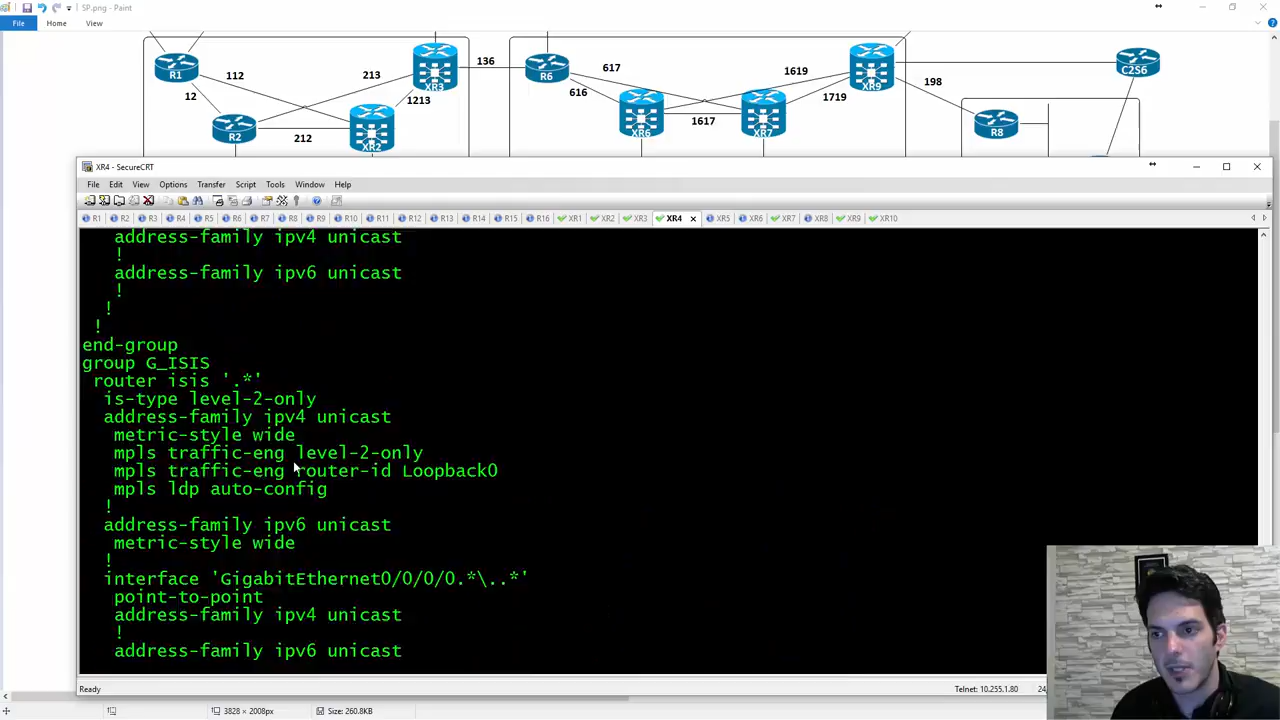 SP.png - Paint
File Home View
R1
112
12
213
XR3
136
R6
617
616
1619
XR9
1719
198
C2S6
1213
R2
212
XR2
XR6
1617
XR7
R8
XR4 - SecureCRT
File Edit View Options Transfer Script Tools Window Help
R1 R2 R3 R4 R5 R6 R7 R8 R9 R10 R11 R12 R13 R14 R15 R16 XR1 XR2 XR3 XR4 XR5 XR6 XR7 XR8 XR9 XR10
address-family ipv4 unicast
!
address-family ipv6 unicast
!
!
!
end-group
group G_ISIS
router isis '.*'
is-type level-2-only
address-family ipv4 unicast
metric-style wide
mpls traffic-eng level-2-only
mpls traffic-eng router-id Loopback0
mpls ldp auto-config
!
address-family ipv6 unicast
metric-style wide
!
interface 'GigabitEthernet0/0/0/0.*\..*'
point-to-point
address-family ipv4 unicast
!
address-family ipv6 unicast
Ready
Telnet: 10.255.1.80 24,
3828 × 2008px
Size: 260.8KB